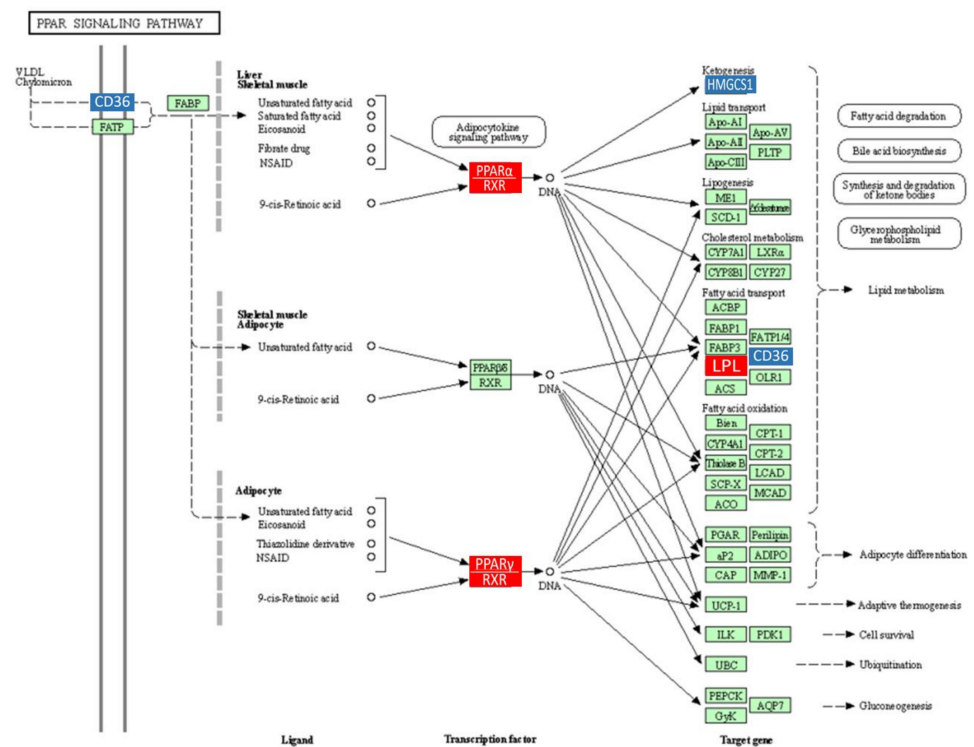 PPAR SIGNALING PATHWAY
VLDL
Chylomicron
CD36
FATP
FABP
Liver
Skeletal muscle
Unsaturated fatty acid
Saturated fatty acid
Eicosanoid
Fibrate drug
NSAID
9-cis-Retinoic acid
Adipocytokine
signaling pathway
PPARα
RXR
DNA
Skeletal muscle
Adipocyte
Unsaturated fatty acid
9-cis-Retinoic acid
PPARβ/δ
RXR
DNA
Adipocyte
Unsaturated fatty acid
Eicosanoid
Thiazolidine derivative
NSAID
9-cis-Retinoic acid
PPARγ
RXR
DNA
Ketogenesis
HMGCS1
Lipid transport
Apo-AI
Apo-AII
Apo-AV
Apo-CIII
PLTP
Lipogenesis
ME1
SCD-1
Cholesterol metabolism
CYP7A1
LXRα
CYP8B1
CYP27
Fatty acid transport
ACBP
FABP1
FATP1/4
FABP3
CD36
LPL
OLR1
ACS
Fatty acid oxidation
Bien
CPT-1
CYP4A1
CPT-2
Thiolase B
LCAD
SCP-X
MCAD
ACO
PGAR
Perilipin
aP2
ADIPO
CAP
MMP-1
UCP-1
ILK
PDK1
UBC
PEPCK
AQP7
GyK
Fatty acid degradation
Bile acid biosynthesis
Synthesis and degradation
of ketone bodies
Glycerophospholipid
metabolism
Lipid metabolism
Adipocyte differentiation
Adaptive thermogenesis
Cell survival
Ubiquitination
Gluconeogenesis
Ligand
Transcription factor
Target gene